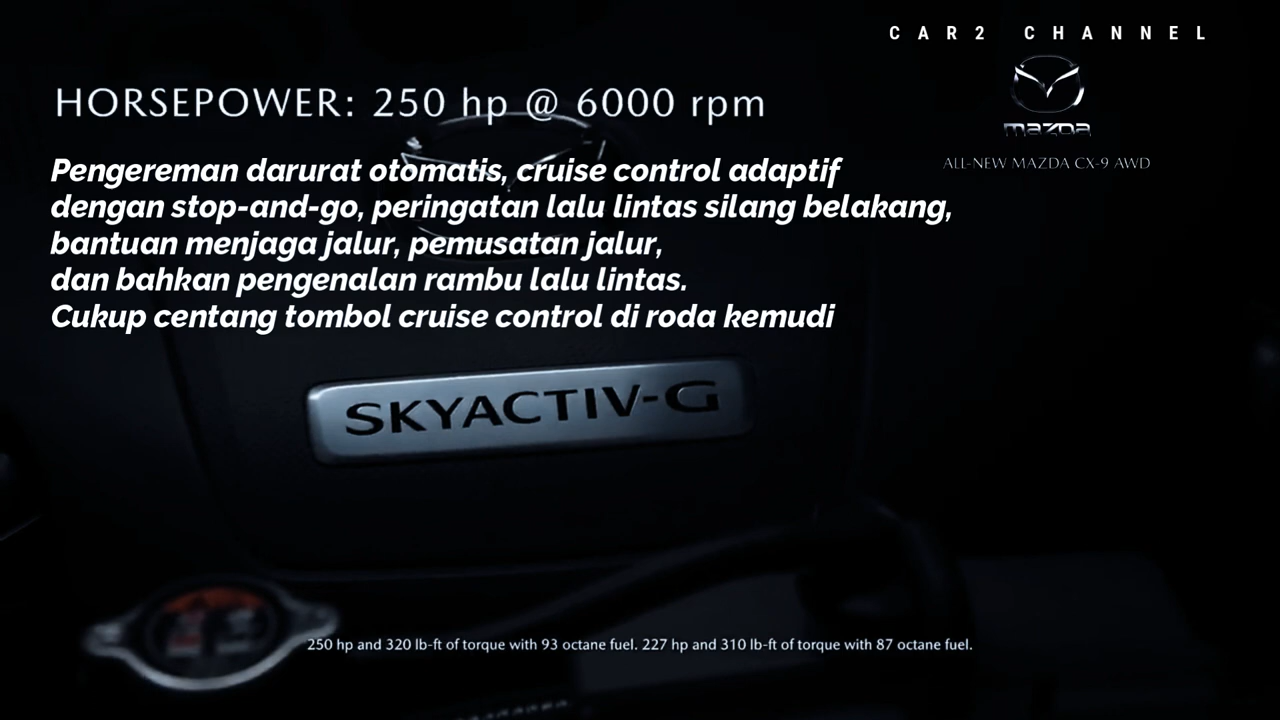 CAR2 CHANNEL
mazda
ALL-NEW MAZDA CX-9 AWD
HORSEPOWER: 250 hp @ 6000 rpm
Pengereman darurat otomatis, cruise control adaptif
dengan stop-and-go, peringatan lalu lintas silang belakang,
bantuan menjaga jalur, pemusatan jalur,
dan bahkan pengenalan rambu lalu lintas.
Cukup centang tombol cruise control di roda kemudi
SKYACTIV-G
250 hp and 320 lb-ft of torque with 93 octane fuel. 227 hp and 310 lb-ft of torque with 87 octane fuel.